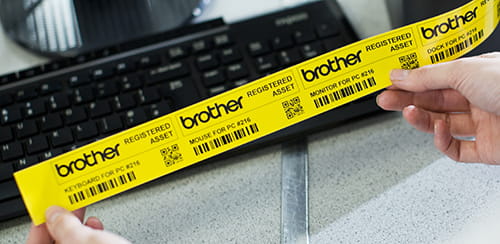 brother REGISTERED ASSET
KEYBOARD FOR PC #216
brother REGISTERED ASSET
MOUSE FOR PC #216
brother REGISTERED ASSET
MONITOR FOR PC #216
brother REGISTERED ASSET
DOCK FOR PC #216